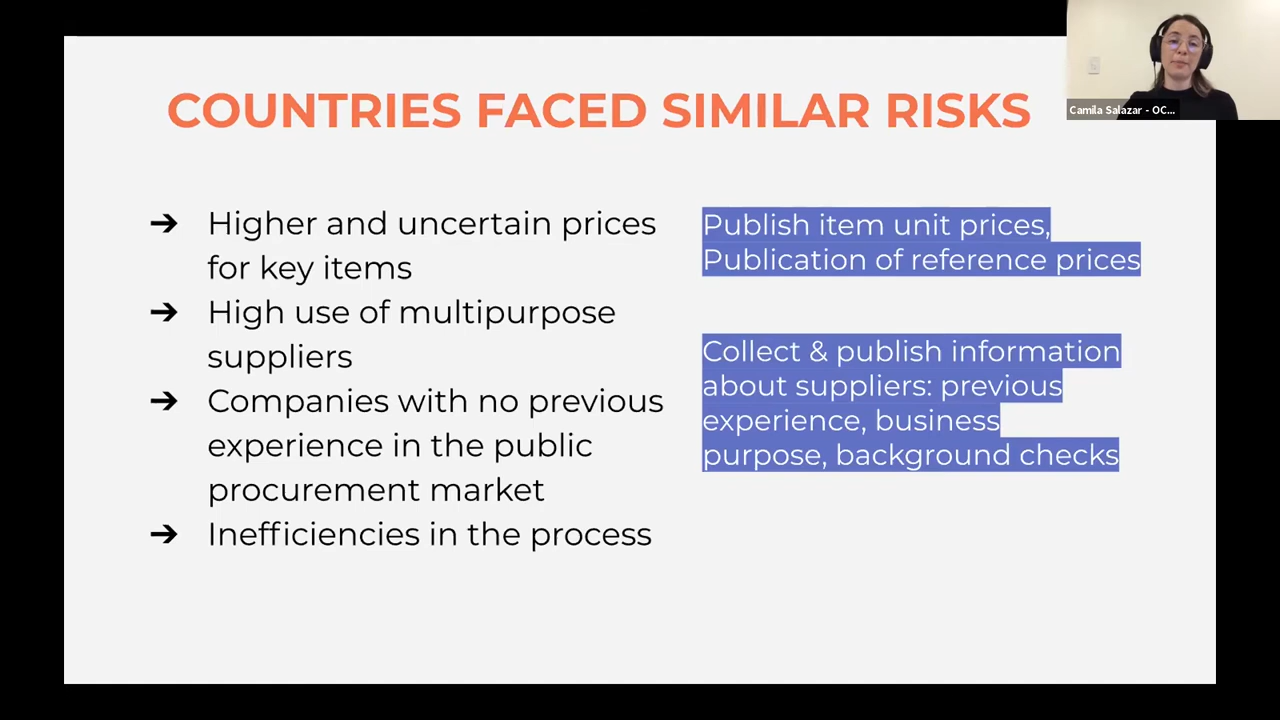 COUNTRIES FACED SIMILAR RISKS
Camila Salazar - OC...
➔ Higher and uncertain prices
for key items
➔ High use of multipurpose
suppliers
➔ Companies with no previous
experience in the public
procurement market
➔ Inefficiencies in the process
Publish item unit prices,
Publication of reference prices
Collect & publish information
about suppliers: previous
experience, business
purpose, background checks